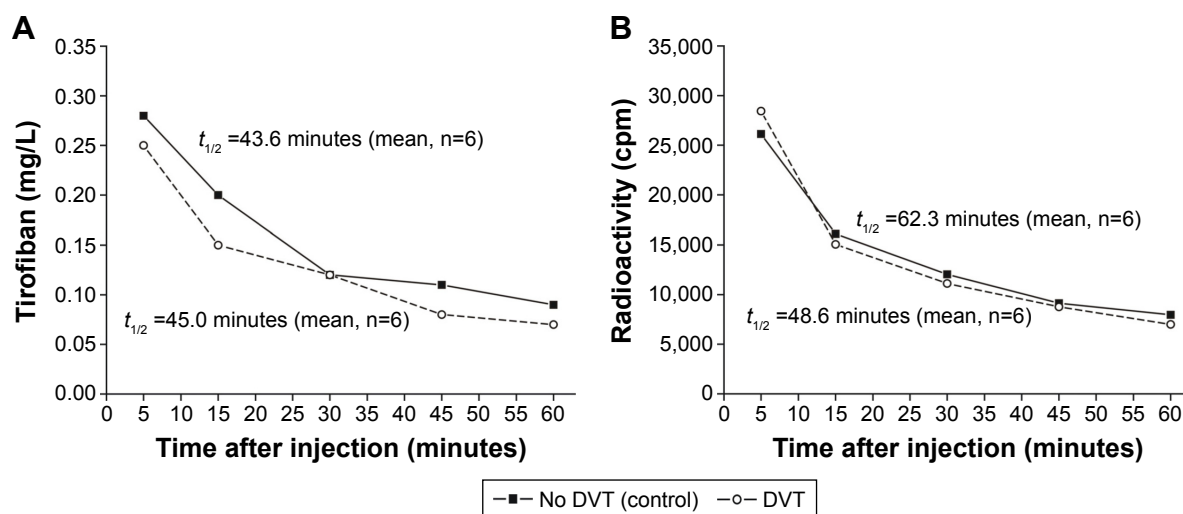 A
Tirofiban (mg/L)
0.35
0.30
0.25
0.20
0.15
0.10
0.05
0.00
t1/2 =43.6 minutes (mean, n=6)
t1/2 =45.0 minutes (mean, n=6)
0 5 10 15 20 25 30 35 40 45 50 55 60
Time after injection (minutes)
B
Radioactivity (cpm)
35,000
30,000
25,000
20,000
15,000
10,000
5,000
0
t1/2 =62.3 minutes (mean, n=6)
t1/2 =48.6 minutes (mean, n=6)
0 5 10 15 20 25 30 35 40 45 50 55 60
Time after injection (minutes)
No DVT (control) DVT